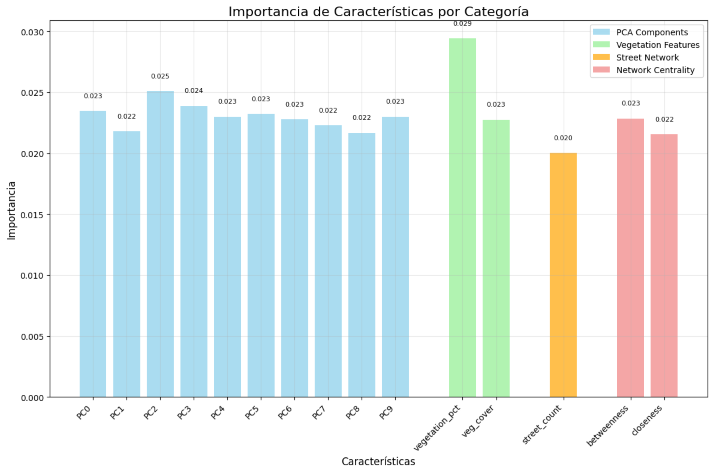 Importancia de Características por Categoría
PCA Components
Vegetation Features
Street Network
Network Centrality
Importancia
0.030
0.025
0.020
0.015
0.010
0.005
0.000
0.023
0.022
0.025
0.024
0.023
0.023
0.023
0.022
0.022
0.023
0.029
0.023
0.020
0.023
0.022
PC0
PC1
PC2
PC3
PC4
PC5
PC6
PC7
PC8
PC9
vegetation_pct
veg_cover
street_count
betweenness
closeness
Características